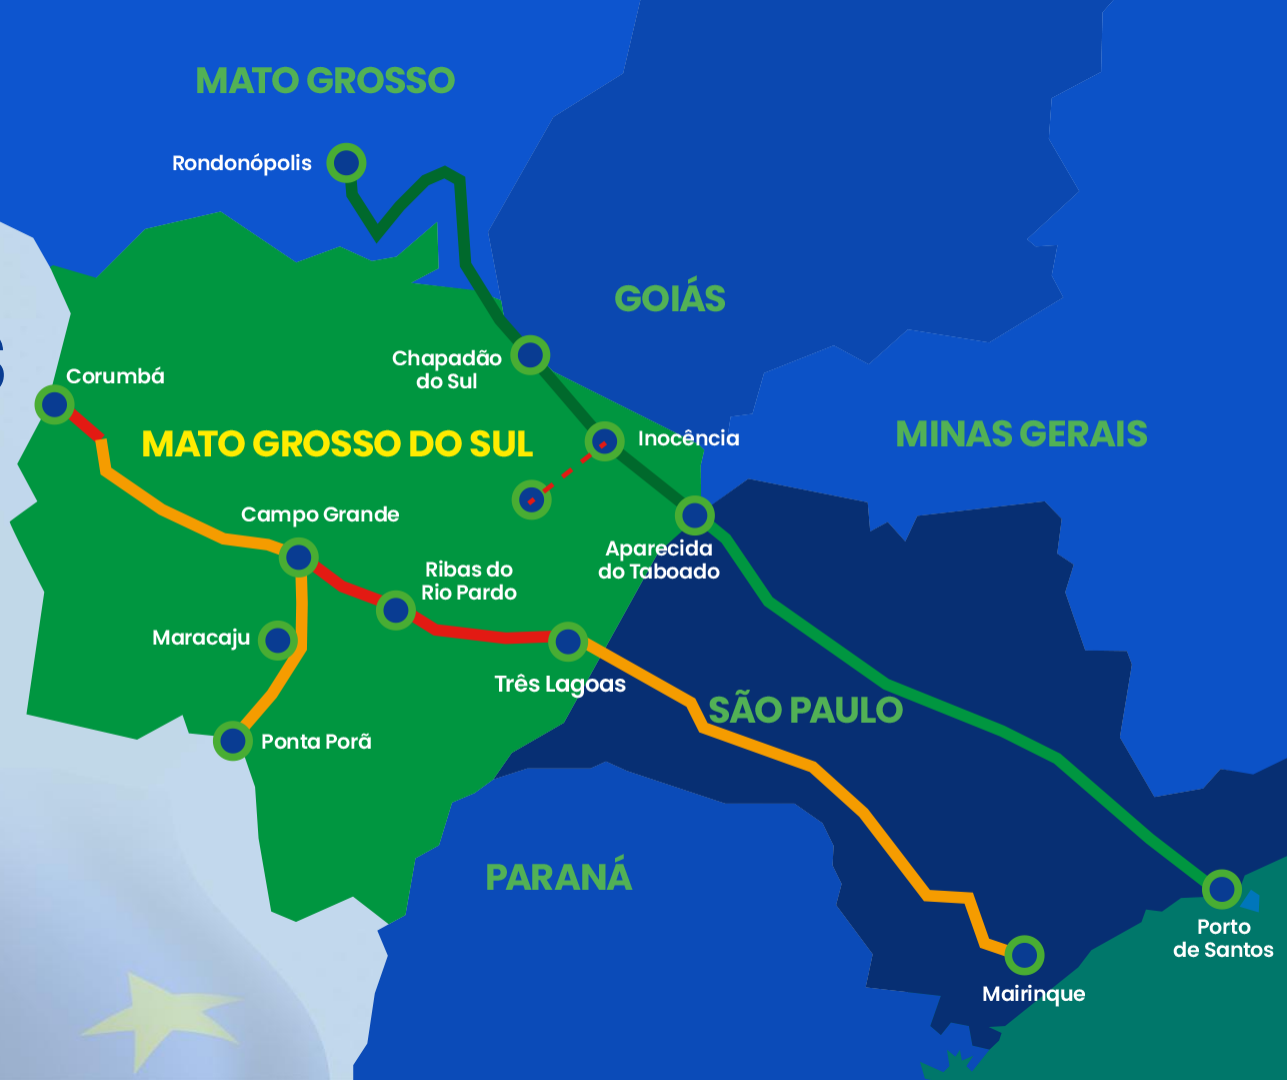 MATO GROSSO
Rondonópolis
GOIÁS
Chapadão
do Sul
Corumbá
MATO GROSSO DO SUL
Inocência
MINAS GERAIS
Campo Grande
Aparecida
do Taboado
Ribas do
Rio Pardo
Maracaju
Três Lagoas
SÃO PAULO
Ponta Porã
PARANÁ
Porto
de Santos
Mairinque